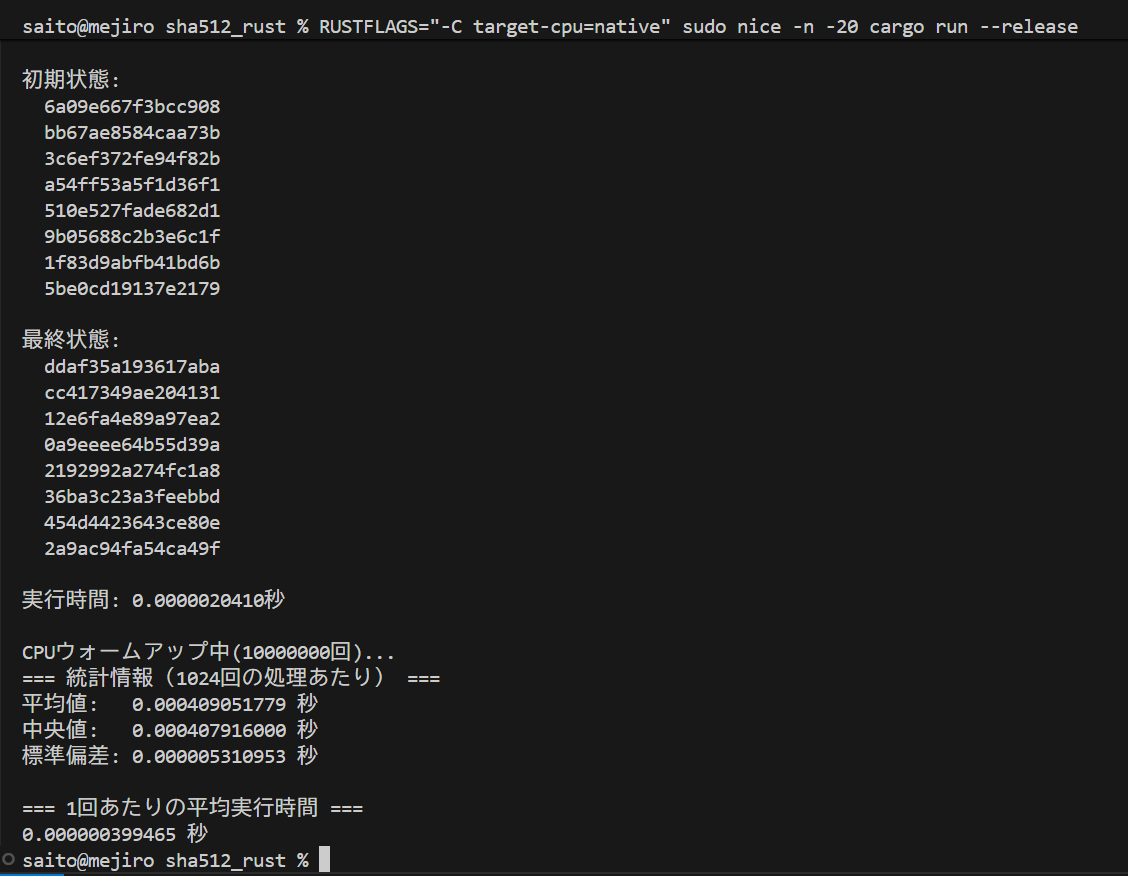 saito@mejiro sha512_rust % RUSTFLAGS="-C target-cpu=native" sudo nice -n -20 cargo run --release
初期状態:
6a09e667f3bcc908
bb67ae8584caa73b
3c6ef372fe94f82b
a54ff53a5f1d36f1
510e527fade682d1
9b05688c2b3e6c1f
1f83d9abfb41bd6b
5be0cd19137e2179
最終状態:
ddaf35a193617aba
cc417349ae204131
12e6fa4e89a97ea2
0a9eeee64b55d39a
2192992a274fc1a8
36ba3c23a3feebbd
454d4423643ce80e
2a9ac94fa54ca49f
実行時間: 0.0000020410秒
CPUウォームアップ中(10000000回)...
=== 統計情報（1024回の処理あたり） ===
平均値:   0.000409051779 秒
中央値:   0.000407916000 秒
標準偏差: 0.000005310953 秒
=== 1回あたりの平均実行時間 ===
0.000000399465 秒
saito@mejiro sha512_rust %